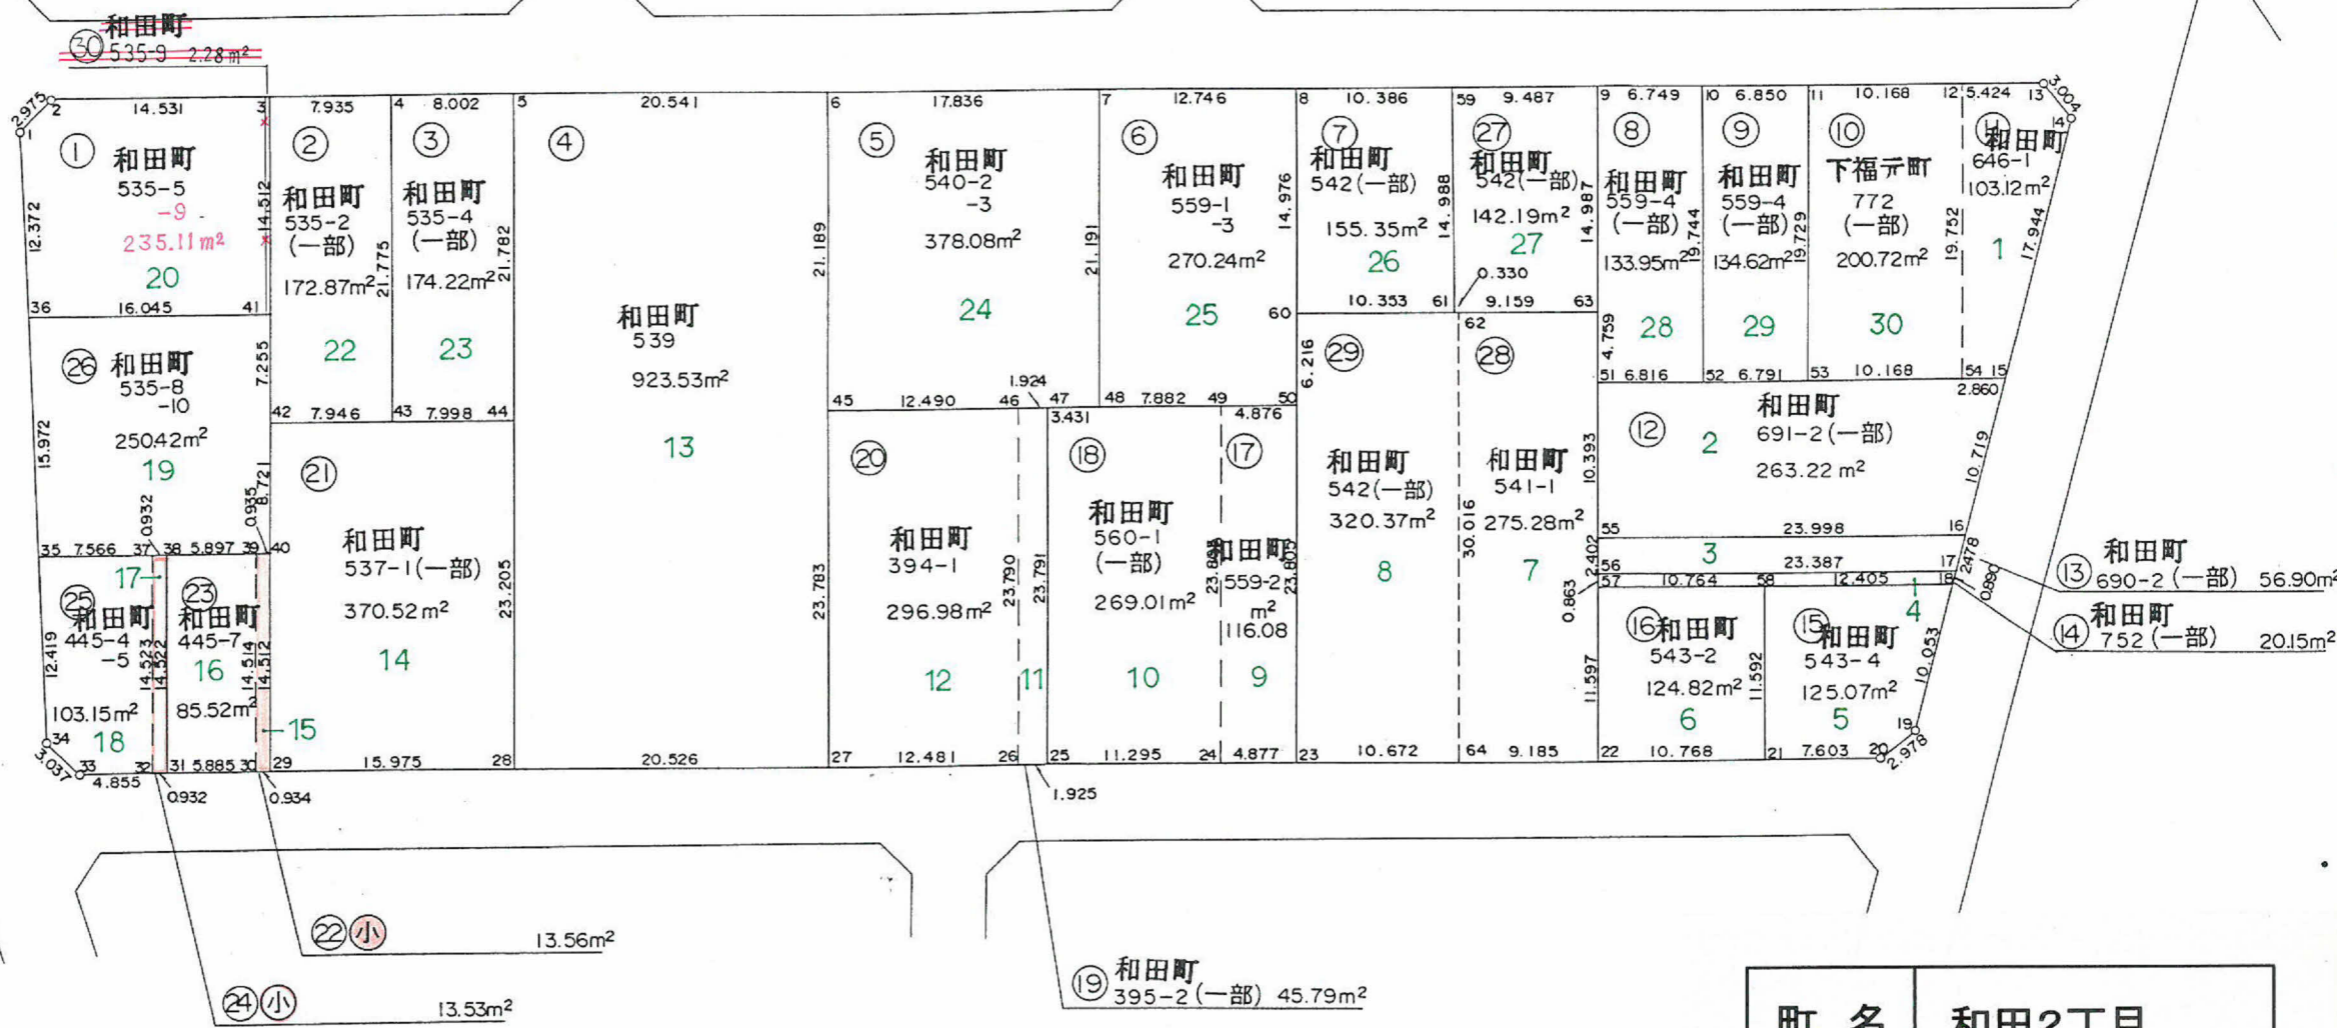 和田町
㉚ 535-9 2.28m²
2.975 2 14.531 3 7.935 4 8.002 5 20.541 6 17.836 7 12.746 8 10.386 59 9.487 9 6.749 10 6.850 11 10.168 12 5.424 13 3.004
1
14
①
和田町
535-5
-9
235.11m²
20
12.372
14.512
②
和田町
535-2
(一部)
172.87m²
21.775
22
③
和田町
535-4
(一部)
174.22m²
21.782
23
④
和田町
539
923.53m²
13
21.189
⑤
和田町
540-2
-3
378.08m²
24
21.191
⑥
和田町
559-1
-3
270.24m²
25
14.976
⑦
和田町
542(一部)
155.35m²
26
14.988
㉗
和田町
542(一部)
142.19m²
27
14.987
0.330
⑧
和田町
559-4
(一部)
133.95m²
28
19.744
⑨
和田町
559-4
(一部)
134.62m²
29
19.729
⑩
下福元町
772
(一部)
200.72m²
30
19.752
⑪
和田町
646-1
103.12m²
1
17.944
36 16.045 41
60 10.353 61 9.159 63
62
4.759
51 6.816 52 6.791 53 10.168 54 15
2.860
㉖
和田町
535-8
-10
250.42m²
19
15.972
7.255
8.721
0.932
0.935
42 7.946 43 7.998 44
45 12.490 46 1.924 47 48 7.882 49 50
3.431 4.876
6.216
㉑
和田町
537-1(一部)
370.52m²
14
23.205
23.783
⑳
和田町
394-1
296.98m²
12
23.790
11
23.791
⑱
和田町
560-1
(一部)
269.01m²
10
⑰
和田町
559-2
m²
116.08
9
23.805
㉙
和田町
542(一部)
320.37m²
8
30.016
㉘
和田町
541-1
275.28m²
7
10.393
2.402
0.863
11.597
⑫
和田町
691-2(一部)
263.22m²
2
10.719
55 23.998 16
3
56 23.387 17
57 10.764 58 12.405 18
4
2.478
0.890
⑬ 和田町
690-2(一部) 56.90m²
⑭ 和田町
752(一部) 20.15m²
⑯ 和田町
543-2
124.82m²
6
11.592
⑮
和田町
543-4
125.07m²
5
10.053
35 7.566 37 38 5.897 39 40
17
㉕
和田町
445-4
-5
103.15m²
18
12.419
14.523
14.522
㉓
和田町
445-7
16
85.52m²
14.514
14.512
15
34
3.037 33 4.855 32 31 5.885 30 29 15.975 28 20.526 27 12.481 26 25 11.295 24 4.877 23 10.672 64 9.185 22 10.768 21 7.603 20 2.978
19
0.932
0.934
1.925
㉒ 小 13.56m²
㉔ 小 13.53m²
⑲ 和田町
395-2(一部) 45.79m²
町名 和田2丁目